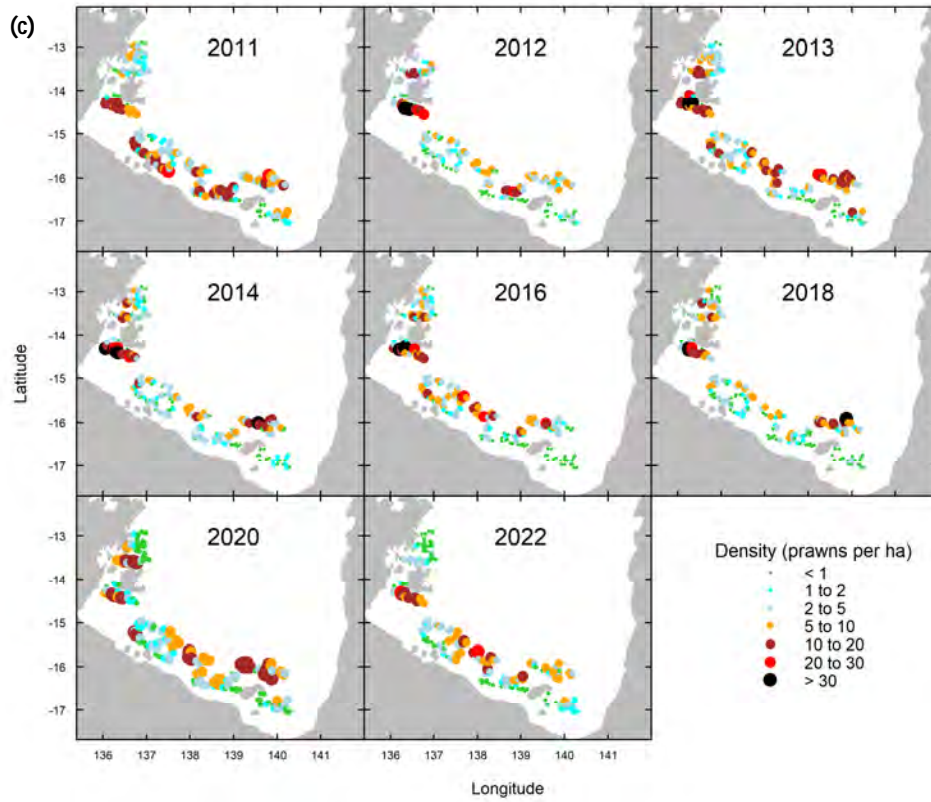 (c)
2011
2012
2013
-13
-14
-15
-16
-17
2014
2016
2018
-13
-14
-15
-16
-17
Latitude
2020
2022
-13
-14
-15
-16
-17
Density (prawns per ha)
< 1
1 to 2
2 to 5
5 to 10
10 to 20
20 to 30
> 30
136 137 138 139 140 141 136 137 138 139 140 141
Longitude